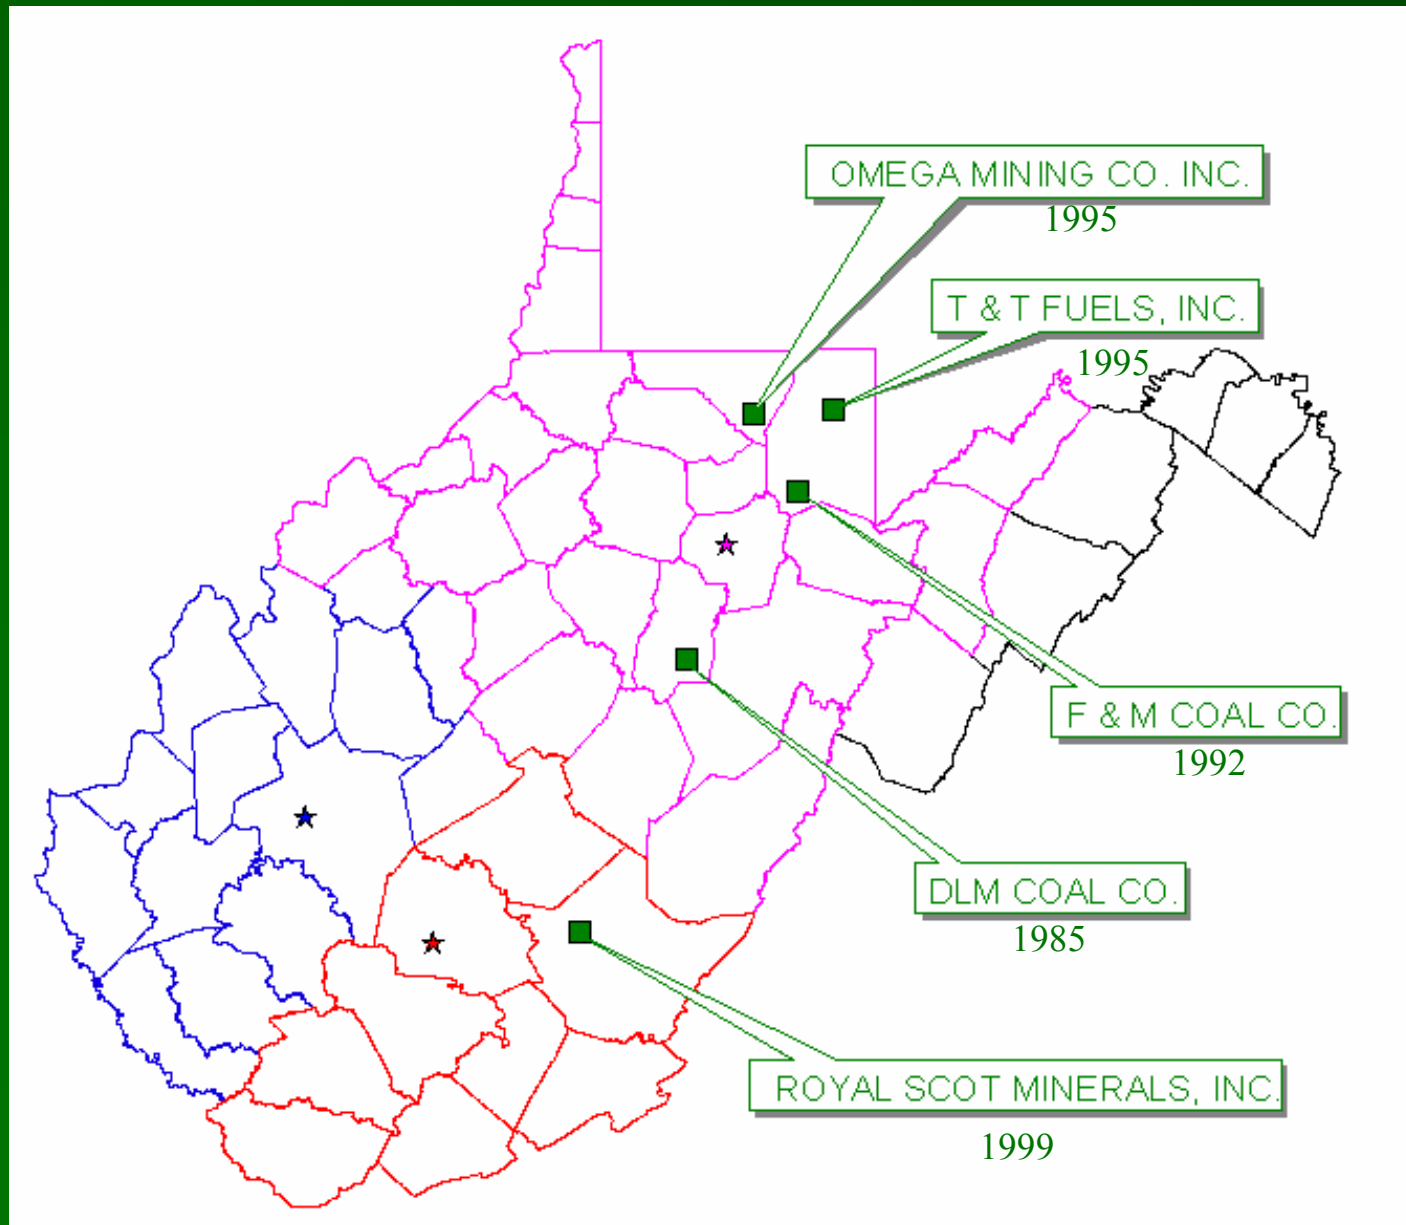 OMEGA MINING CO. INC.
1995
T & T FUELS, INC.
1995
F & M COAL CO.
1992
DLM COAL CO.
1985
ROYAL SCOT MINERALS, INC.
1999